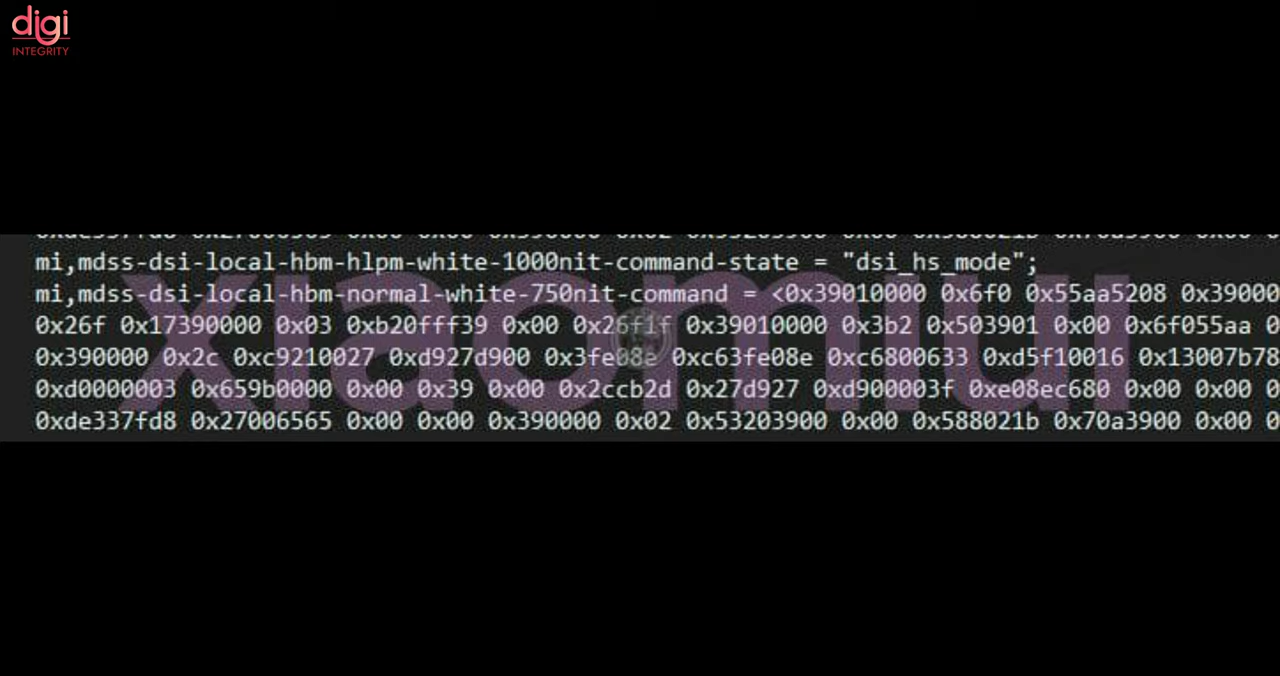 digi
INTEGRITY
mi,mdss-dsi-local-hbm-hlpm-white-1000nit-command-state = "dsi_hs_mode";
mi,mdss-dsi-local-hbm-normal-white-750nit-command = <0x39010000 0x6f0 0x55aa5208 0x39000
0x26f 0x17390000 0x03 0xb20fff39 0x00 0x26f1f 0x39010000 0x3b2 0x503901 0x00 0x6f055aa 0
0x390000 0x2c 0xc9210027 0xd927d900 0x3fe08e 0xc63fe08e 0xc6800633 0xd5f10016 0x13007b78
0xd0000003 0x659b0000 0x00 0x39 0x00 0x2ccb2d 0x27d927 0xd900003f 0xe08ec680 0x00 0x00 0
0xde337fd8 0x27006565 0x00 0x00 0x390000 0x02 0x53203900 0x00 0x588021b 0x70a3900 0x00 0
xiaomiui